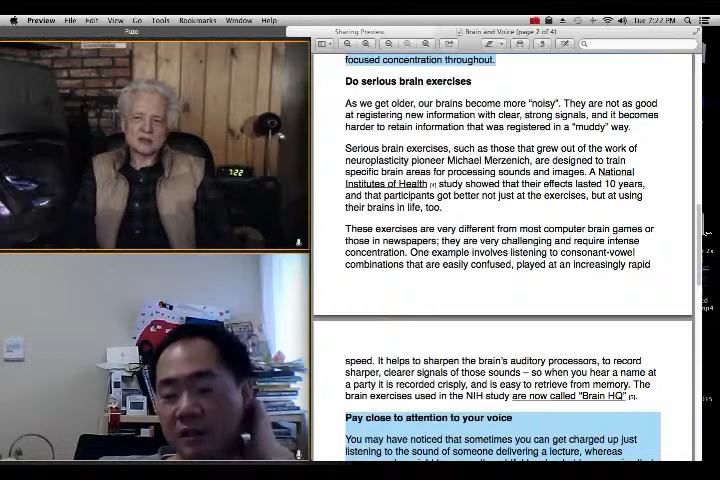 Preview File Edit View Go Tools Bookmarks Window Help
Tue 7:22 PM
Fuze
Sharing Preview
Brain and Voice (page 2 of 4)
focused concentration throughout.
Do serious brain exercises
As we get older, our brains become more “noisy”. They are not as good
at registering new information with clear, strong signals, and it becomes
harder to retain information that was registered in a “muddy” way.
Serious brain exercises, such as those that grew out of the work of
neuroplasticity pioneer Michael Merzenich, are designed to train
specific brain areas for processing sounds and images. A National
Institutes of Health [4] study showed that their effects lasted 10 years,
and that participants got better not just at the exercises, but at using
their brains in life, too.
These exercises are very different from most computer brain games or
those in newspapers; they are very challenging and require intense
concentration. One example involves listening to consonant-vowel
combinations that are easily confused, played at an increasingly rapid
speed. It helps to sharpen the brain’s auditory processors, to record
sharper, clearer signals of those sounds – so when you hear a name at
a party it is recorded crisply, and is easy to retrieve from memory. The
brain exercises used in the NIH study are now called “Brain HQ” [5].
Pay close to attention to your voice
You may have noticed that sometimes you can get charged up just
listening to the sound of someone delivering a lecture, whereas
7:22